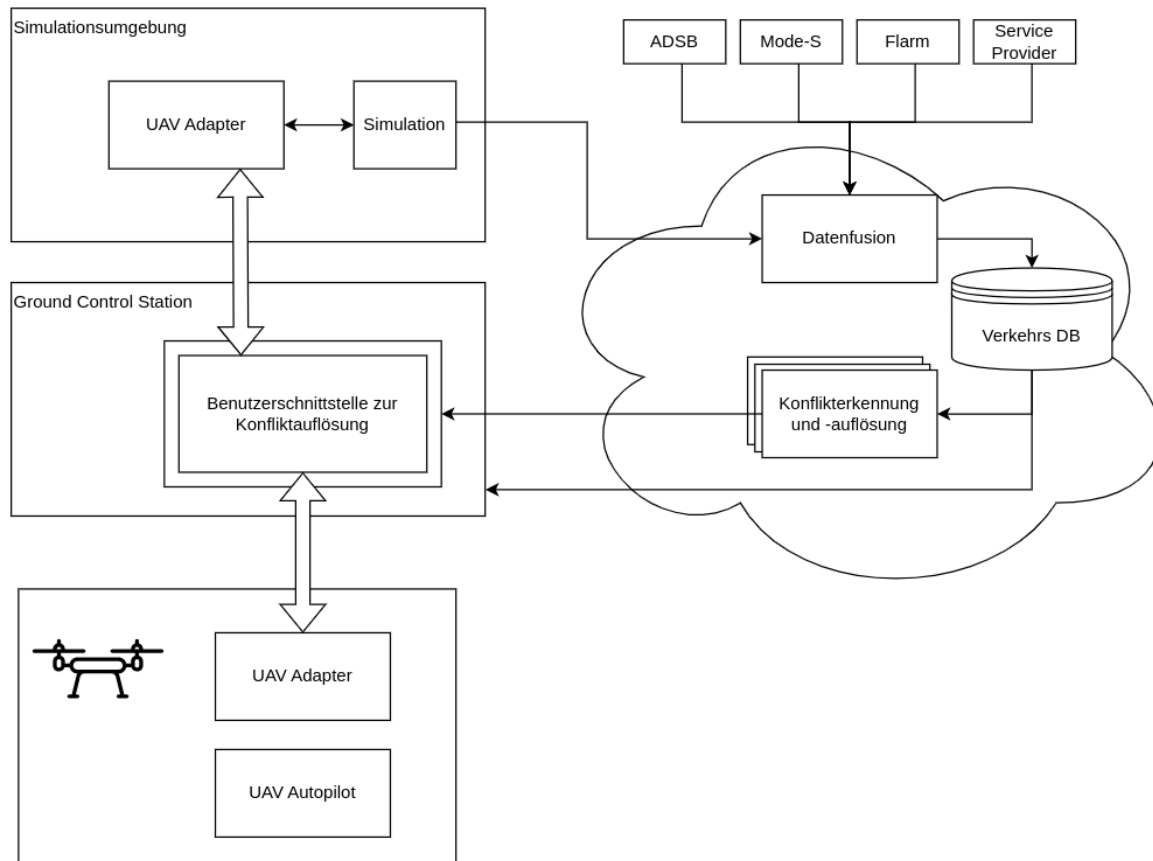 Simulationsumgebung
UAV Adapter
Simulation
ADSB
Mode-S
Flarm
Service
Provider
Datenfusion
Verkehrs DB
Konflikterkennung
und -auflösung
Ground Control Station
Benutzerschnittstelle zur
Konfliktauflösung
UAV Adapter
UAV Autopilot